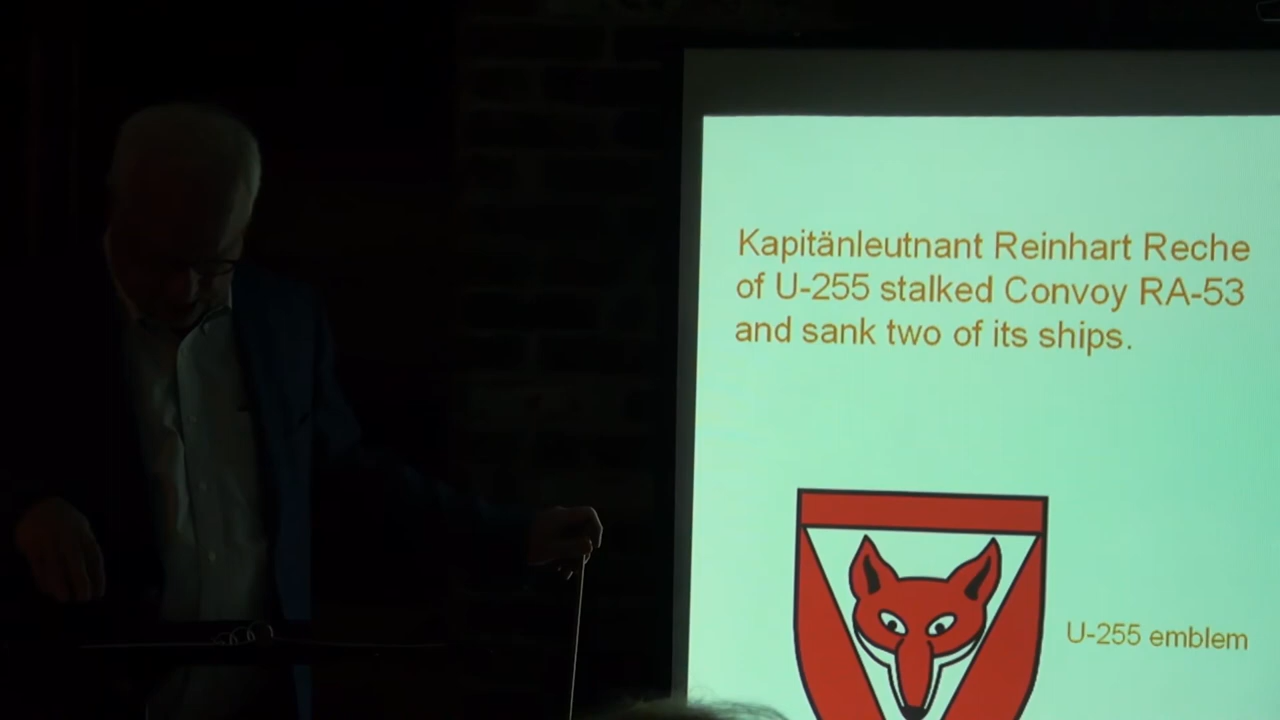 Kapitänleutnant Reinhart Reche
of U-255 stalked Convoy RA-53
and sank two of its ships.
U-255 emblem